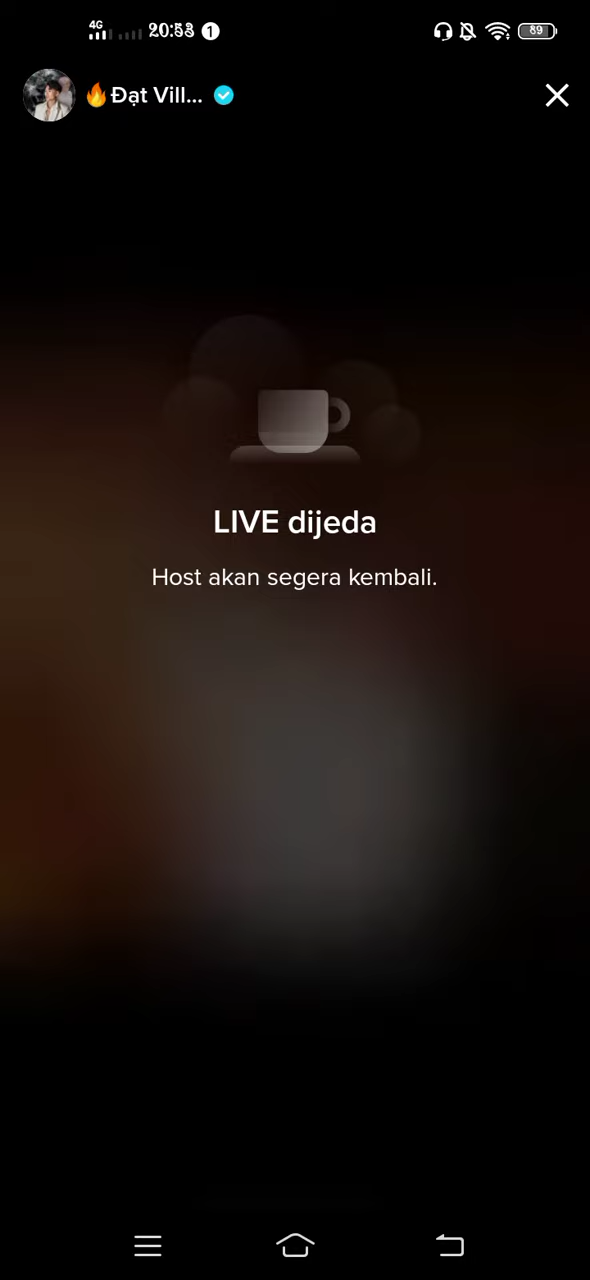 4G 20:53 1 89
🔥Đạt Vill...
LIVE dijeda
Host akan segera kembali.